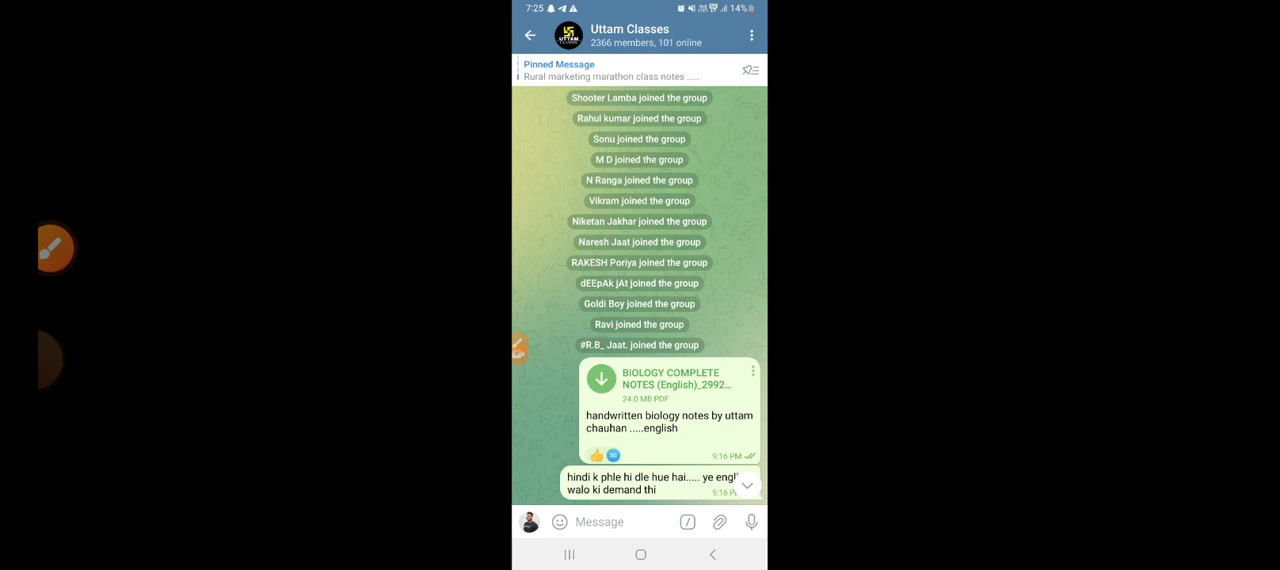 7:25 14%
Uttam Classes
UTTAM
2366 members, 101 online
Pinned Message
Rural marketing marathon class notes .....
Shooter Lamba joined the group
Rahul kumar joined the group
Sonu joined the group
M D joined the group
N Ranga joined the group
Vikram joined the group
Niketan Jakhar joined the group
Naresh Jaat joined the group
RAKESH Poriya joined the group
dEEpAk jAt joined the group
Goldi Boy joined the group
Ravi joined the group
#R.B_ Jaat. joined the group
BIOLOGY COMPLETE
NOTES (English)_2992...
24.0 MB PDF
handwritten biology notes by uttam
chauhan .....english
9:16 PM
hindi k phle hi dle hue hai..... ye engli
walo ki demand thi
9:16 P
Message